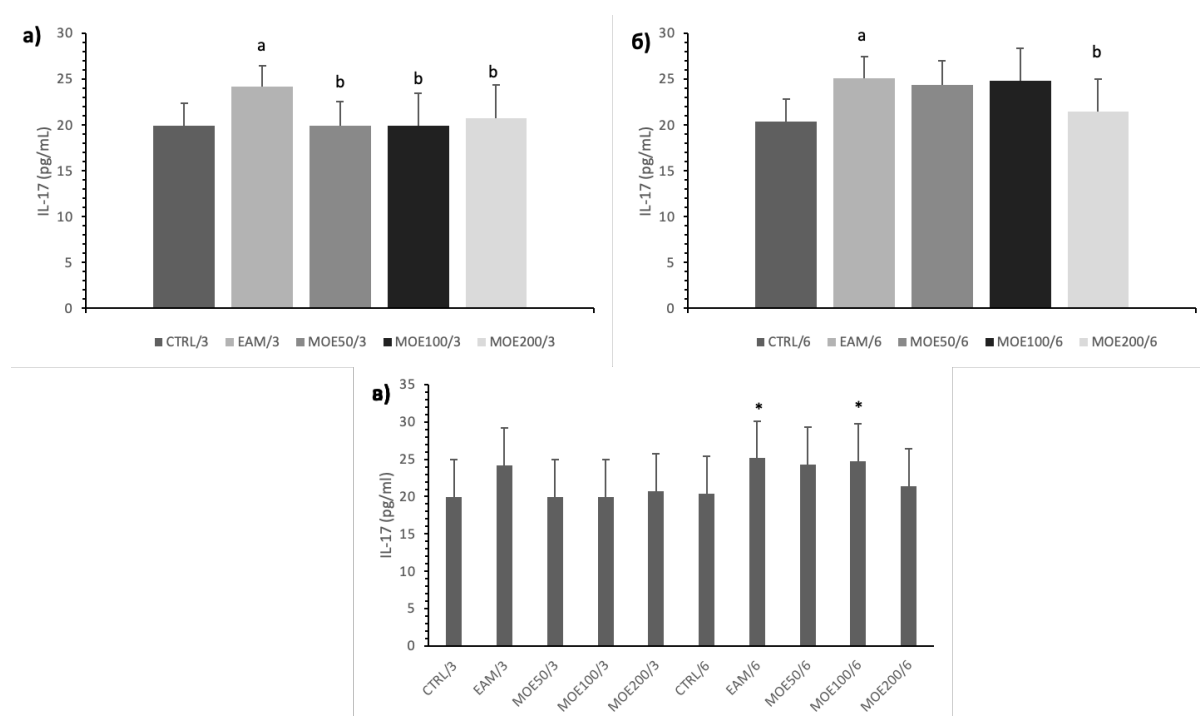 а)
30
25
20
15
10
5
0
IL-17 (pg/mL)
a
b
b
b
CTRL/3 EAM/3 MOE50/3 MOE100/3 MOE200/3
б)
30
25
20
15
10
5
0
IL-17 (pg/mL)
a
b
CTRL/6 EAM/6 MOE50/6 MOE100/6 MOE200/6
в)
35
30
25
20
15
10
5
0
IL-17 (pg/ml)
*
*
CTRL/3
EAM/3
MOE50/3
MOE100/3
MOE200/3
CTRL/6
EAM/6
MOE50/6
MOE100/6
MOE200/6